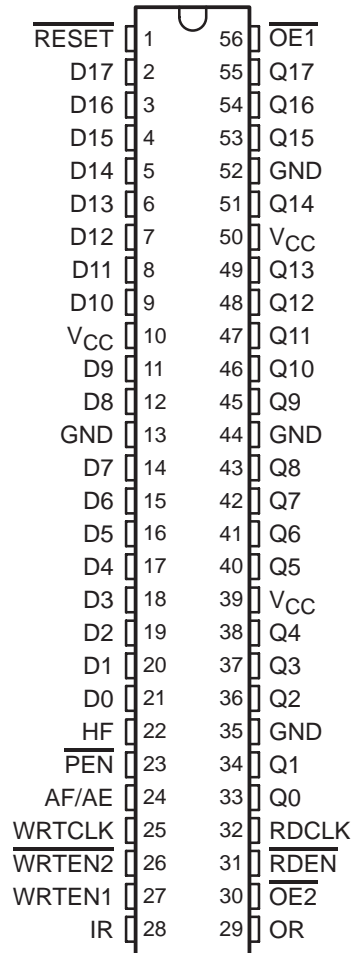 RESET 1 56 OE1
D17 2 55 Q17
D16 3 54 Q16
D15 4 53 Q15
D14 5 52 GND
D13 6 51 Q14
D12 7 50 VCC
D11 8 49 Q13
D10 9 48 Q12
VCC 10 47 Q11
D9 11 46 Q10
D8 12 45 Q9
GND 13 44 GND
D7 14 43 Q8
D6 15 42 Q7
D5 16 41 Q6
D4 17 40 Q5
D3 18 39 VCC
D2 19 38 Q4
D1 20 37 Q3
D0 21 36 Q2
HF 22 35 GND
PEN 23 34 Q1
AF/AE 24 33 Q0
WRTCLK 25 32 RDCLK
WRTEN2 26 31 RDEN
WRTEN1 27 30 OE2
IR 28 29 OR